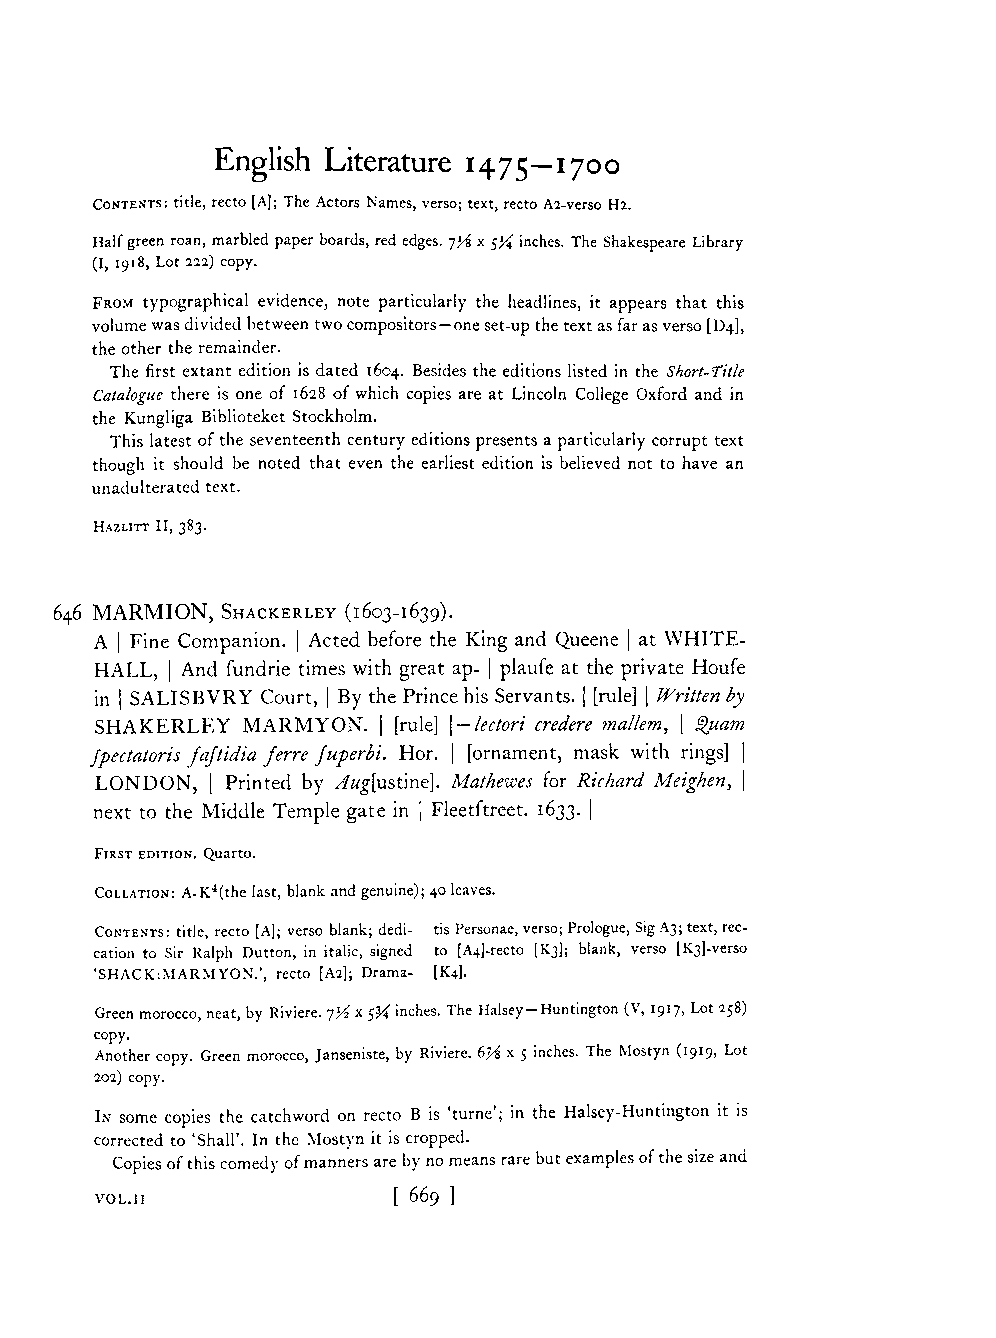 English Literature 1475—1700
CONTENTS: title, recto [A]; The Actors Names, verso; text, recto A2-verso H2.
Half green roan, marbled paper boards, red edges. 7⅛ x 5¼ inches. The Shakespeare Library
(I, 1918, Lot 222) copy.
FROM typographical evidence, note particularly the headlines, it appears that this
volume was divided between two compositors—one set-up the text as far as verso [D4],
the other the remainder.
The first extant edition is dated 1604. Besides the editions listed in the Short-Title
Catalogue there is one of 1628 of which copies are at Lincoln College Oxford and in
the Kungliga Biblioteket Stockholm.
This latest of the seventeenth century editions presents a particularly corrupt text
though it should be noted that even the earliest edition is believed not to have an
unadulterated text.
HAZLITT II, 383.
646 MARMION, SHACKERLEY (1603-1639).
A | Fine Companion. | Acted before the King and Queene | at WHITE-
HALL, | And ſundrie times with great ap- | plauſe at the private Houſe
in | SALISBVRY Court, | By the Prince his Servants. | [rule] | Written by
SHAKERLEY MARMYON. | [rule] |—lectori credere mallem, | Quam
ſpectatoris faſtidia ferre ſuperbi. Hor. | [ornament, mask with rings] |
LONDON, | Printed by Aug[ustine]. Mathewes for Richard Meighen, |
next to the Middle Temple gate in | Fleetſtreet. 1633. |
FIRST EDITION. Quarto.
COLLATION: A-K⁴(the last, blank and genuine); 40 leaves.
CONTENTS: title, recto [A]; verso blank; dedi-
cation to Sir Ralph Dutton, in italic, signed
'SHACK:MARMYON.', recto [A2]; Drama-
tis Personae, verso; Prologue, Sig A3; text, rec-
to [A4]-recto [K3]; blank, verso [K3]-verso
[K4].
Green morocco, neat, by Riviere. 7½ x 5¾ inches. The Halsey—Huntington (V, 1917, Lot 258)
copy.
Another copy. Green morocco, Janseniste, by Riviere. 6⅞ x 5 inches. The Mostyn (1919, Lot
202) copy.
IN some copies the catchword on recto B is 'turne'; in the Halsey-Huntington it is
corrected to 'Shall'. In the Mostyn it is cropped.
Copies of this comedy of manners are by no means rare but examples of the size and
VOL.II [ 669 ]